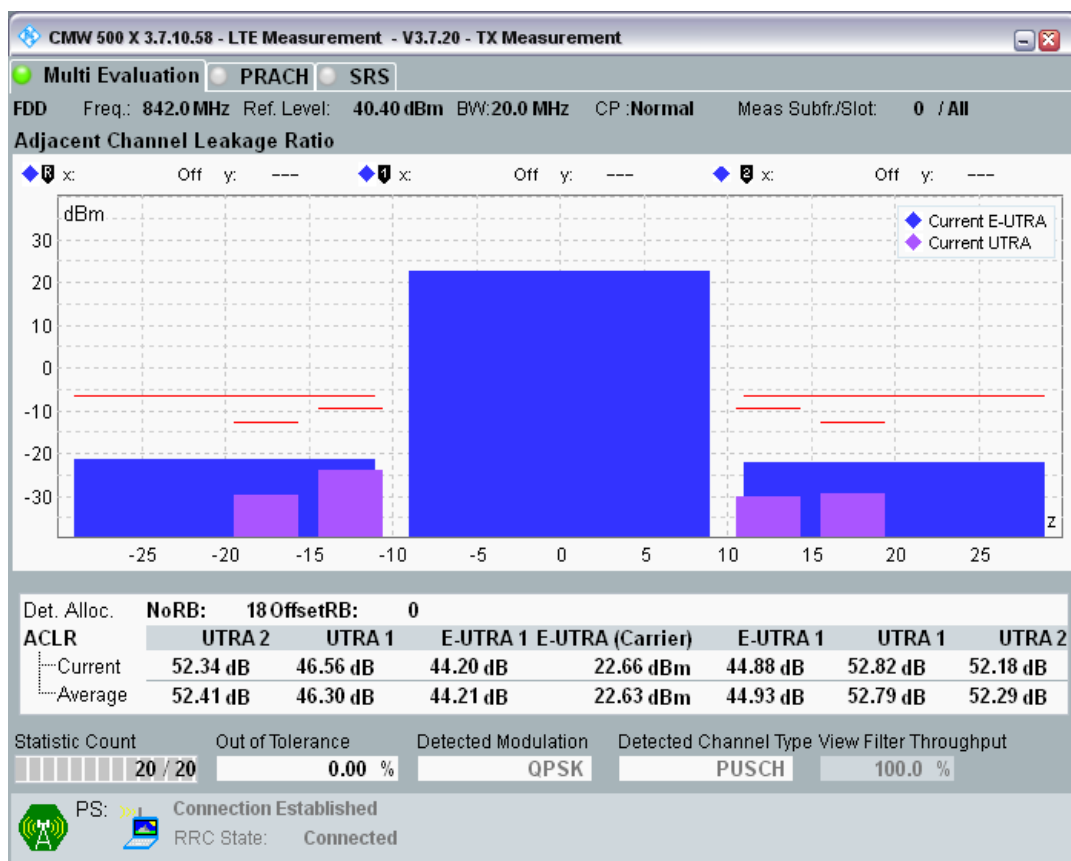 CMW 500 X 3.7.10.58 - LTE Measurement - V3.7.20 - TX Measurement
Multi Evaluation PRACH SRS
FDD Freq.: 842.0 MHz Ref. Level: 40.40 dBm BW:20.0 MHz CP :Normal Meas Subfr./Slot: 0 / All
Adjacent Channel Leakage Ratio
R x: Off y: --- 1 x: Off y: --- 2 x: Off y: ---
dBm
Current E-UTRA
Current UTRA
30
20
10
0
-10
-20
-30
z
-25 -20 -15 -10 -5 0 5 10 15 20 25
Det. Alloc. NoRB: 18 OffsetRB: 0
ACLR UTRA 2 UTRA 1 E-UTRA 1 E-UTRA (Carrier) E-UTRA 1 UTRA 1 UTRA 2
Current 52.34 dB 46.56 dB 44.20 dB 22.66 dBm 44.88 dB 52.82 dB 52.18 dB
Average 52.41 dB 46.30 dB 44.21 dB 22.63 dBm 44.93 dB 52.79 dB 52.29 dB
Statistic Count Out of Tolerance Detected Modulation Detected Channel Type View Filter Throughput
20 / 20 0.00 % QPSK PUSCH 100.0 %
PS: Connection Established
RRC State: Connected